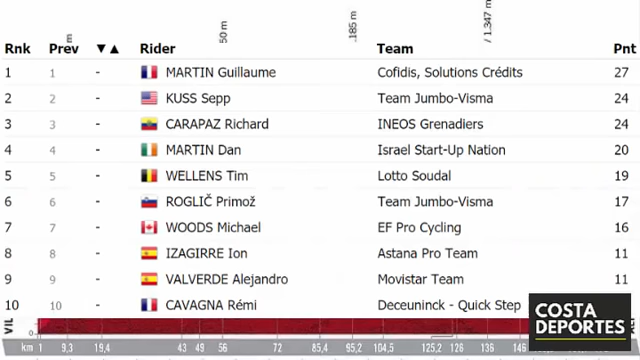 m
50 m
.185 m
/ 1.347 m
Rnk Prev ▼▲ Rider Team Pnt
1 1 - MARTIN Guillaume Cofidis, Solutions Crédits 27
2 2 - KUSS Sepp Team Jumbo-Visma 24
3 3 - CARAPAZ Richard INEOS Grenadiers 24
4 4 - MARTIN Dan Israel Start-Up Nation 20
5 5 - WELLENS Tim Lotto Soudal 19
6 6 - ROGLIČ Primož Team Jumbo-Visma 17
7 7 - WOODS Michael EF Pro Cycling 16
8 8 - IZAGIRRE Ion Astana Pro Team 11
9 9 - VALVERDE Alejandro Movistar Team 11
10 10 - CAVAGNA Rémi Deceuninck - Quick Step
COSTA
DEPORTES
VIL
0
km 1 9,3 19,4 43 49 56 72 85,4 95,2 104,5 125,2 126 136 146